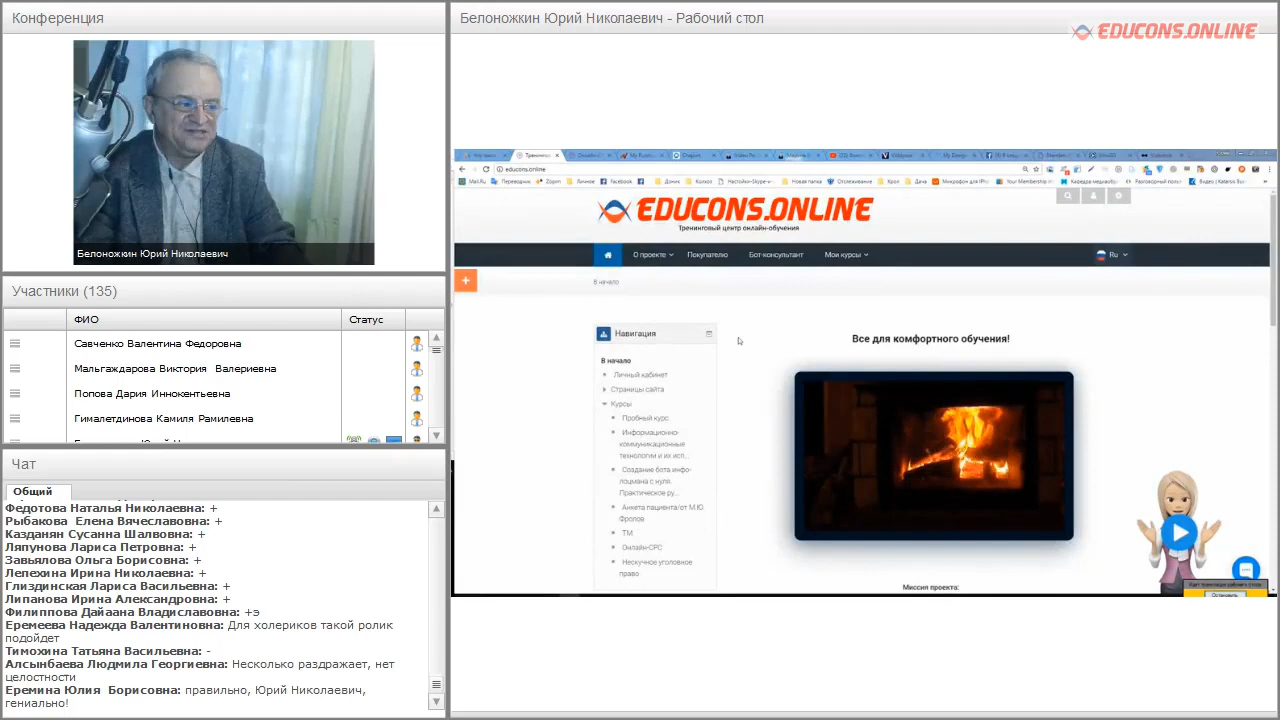 Конференция
Белоножкин Юрий Николаевич
Участники (135)
ФИО
Статус
Савченко Валентина Федоровна
Попова Дария Иннокентьевна
Гималетдинова Камиля Рамилевна
Чат
Общий
Федотова Наталья Николаевна: +
Рыбакова Елена Вячеславовна: +
Казданян Сусанна Шалвовна: +
Ляпунова Лариса Петровна: +
Завьялова Ольга Борисовна: +
Лепехина Ирина Николаевна: +
Глиздинская Лариса Васильевна: +
Липанова Ирина Александровна: +
Филиппова Дайаана Владиславовна: +э
Еремеева Надежда Валентиновна: Для холериков такой ролик
подойдет
Тимохина Татьяна Васильевна: -
Алсынбаева Людмила Георгиевна: Несколько раздражает, нет
целостности
Еремина Юлия Борисовна: правильно, Юрий Николаевич,
гениально!
Белоножкин Юрий Николаевич - Рабочий стол
EDUCONS.ONLINE
educons.online
EDUCONS.ONLINE
Тренинговый центр онлайн-обучения
О проекте
Покупателю
Бот-консультант
Мои курсы
Ru
В начало
Навигация
В начало
Личный кабинет
Страницы сайта
Курсы
Пробный курс
Информационно-
коммуникационные
технологии и их исп...
Создание бота инфо-
лоцмана с нуля.
Практическое ру...
Анкета пациента/от М.Ю.
Фролов
ТМ
Онлайн-СРС
Нескучное уголовное
право
Все для комфортного обучения!
Миссия проекта:
Остановить